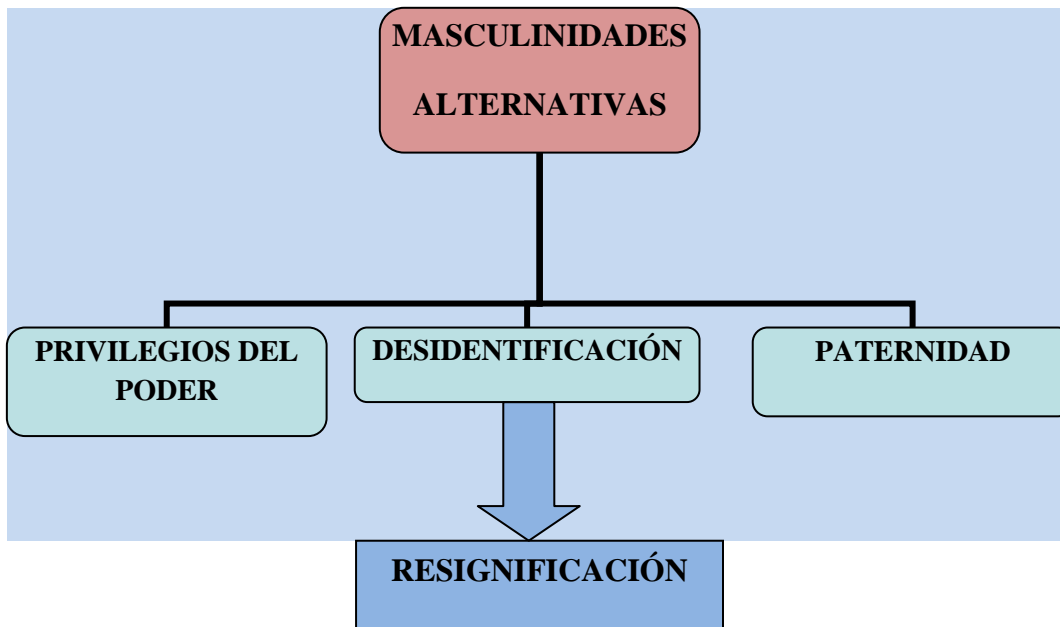 MASCULINIDADES
ALTERNATIVAS
PRIVILEGIOS DEL
PODER
DESIDENTIFICACIÓN
PATERNIDAD
RESIGNIFICACIÓN